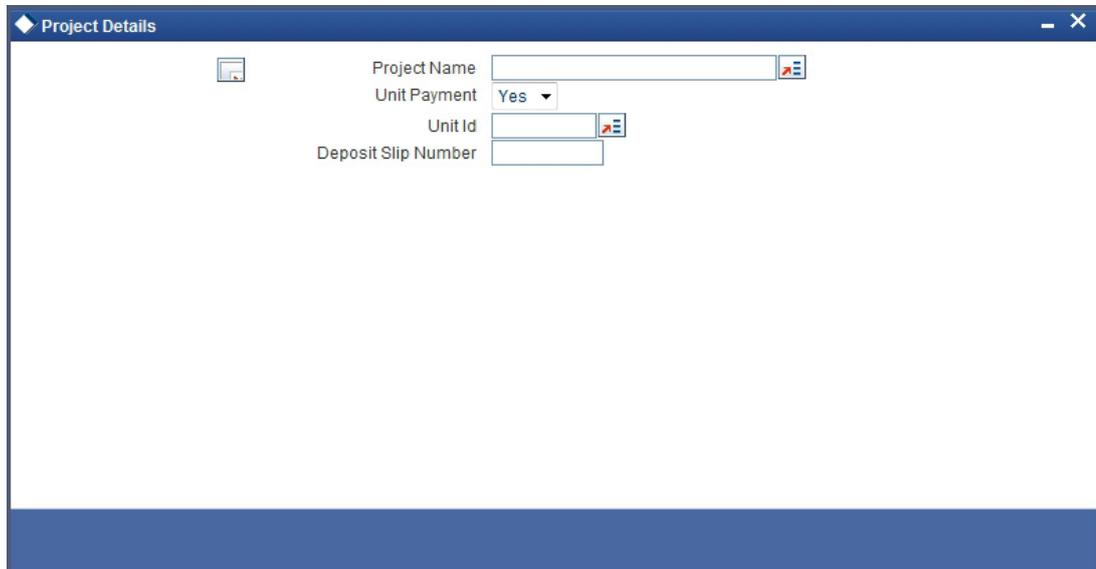 Project Details
Project Name
Unit Payment Yes
Unit Id
Deposit Slip Number